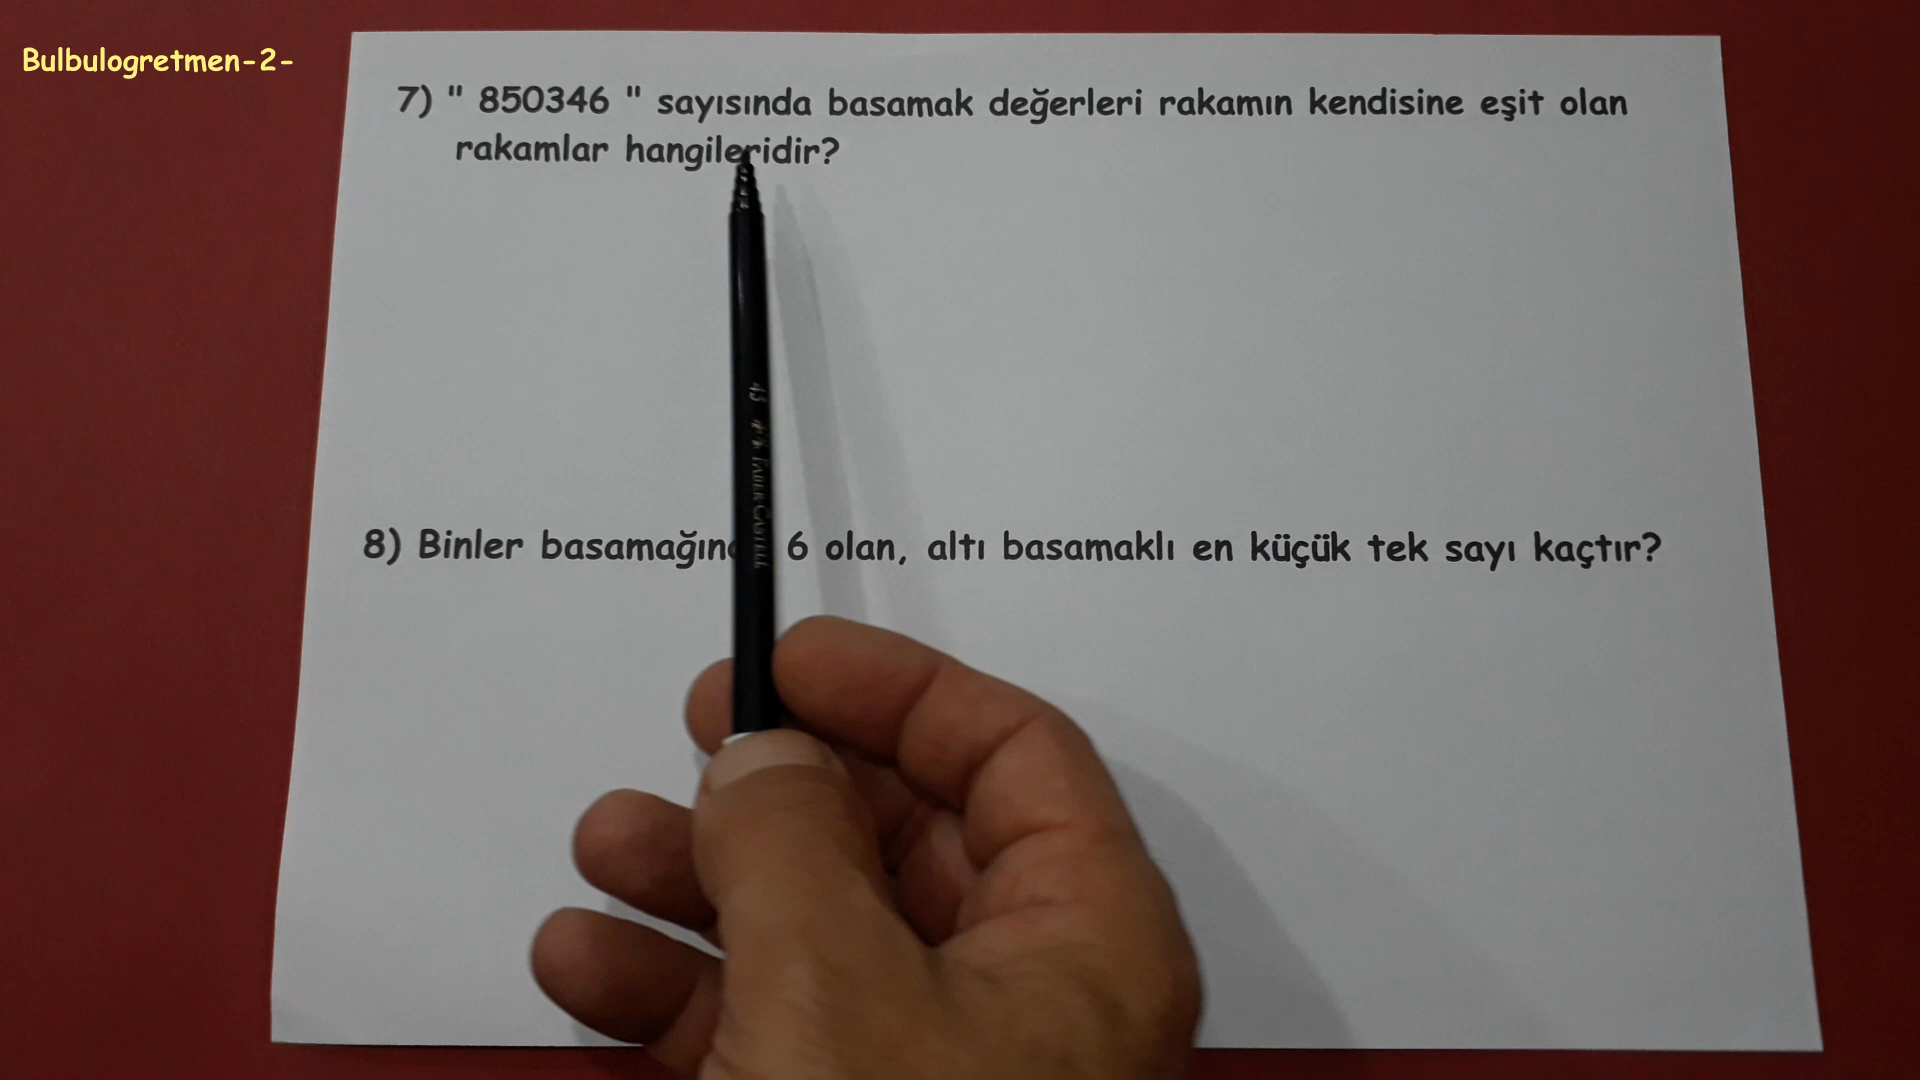 Bulbulogretmen-2-
7) " 850346 " sayısında basamak değerleri rakamın kendisine eşit olan
rakamlar hangileridir?
8) Binler basamağında 6 olan, altı basamaklı en küçük tek sayı kaçtır?
FABER CASTELL